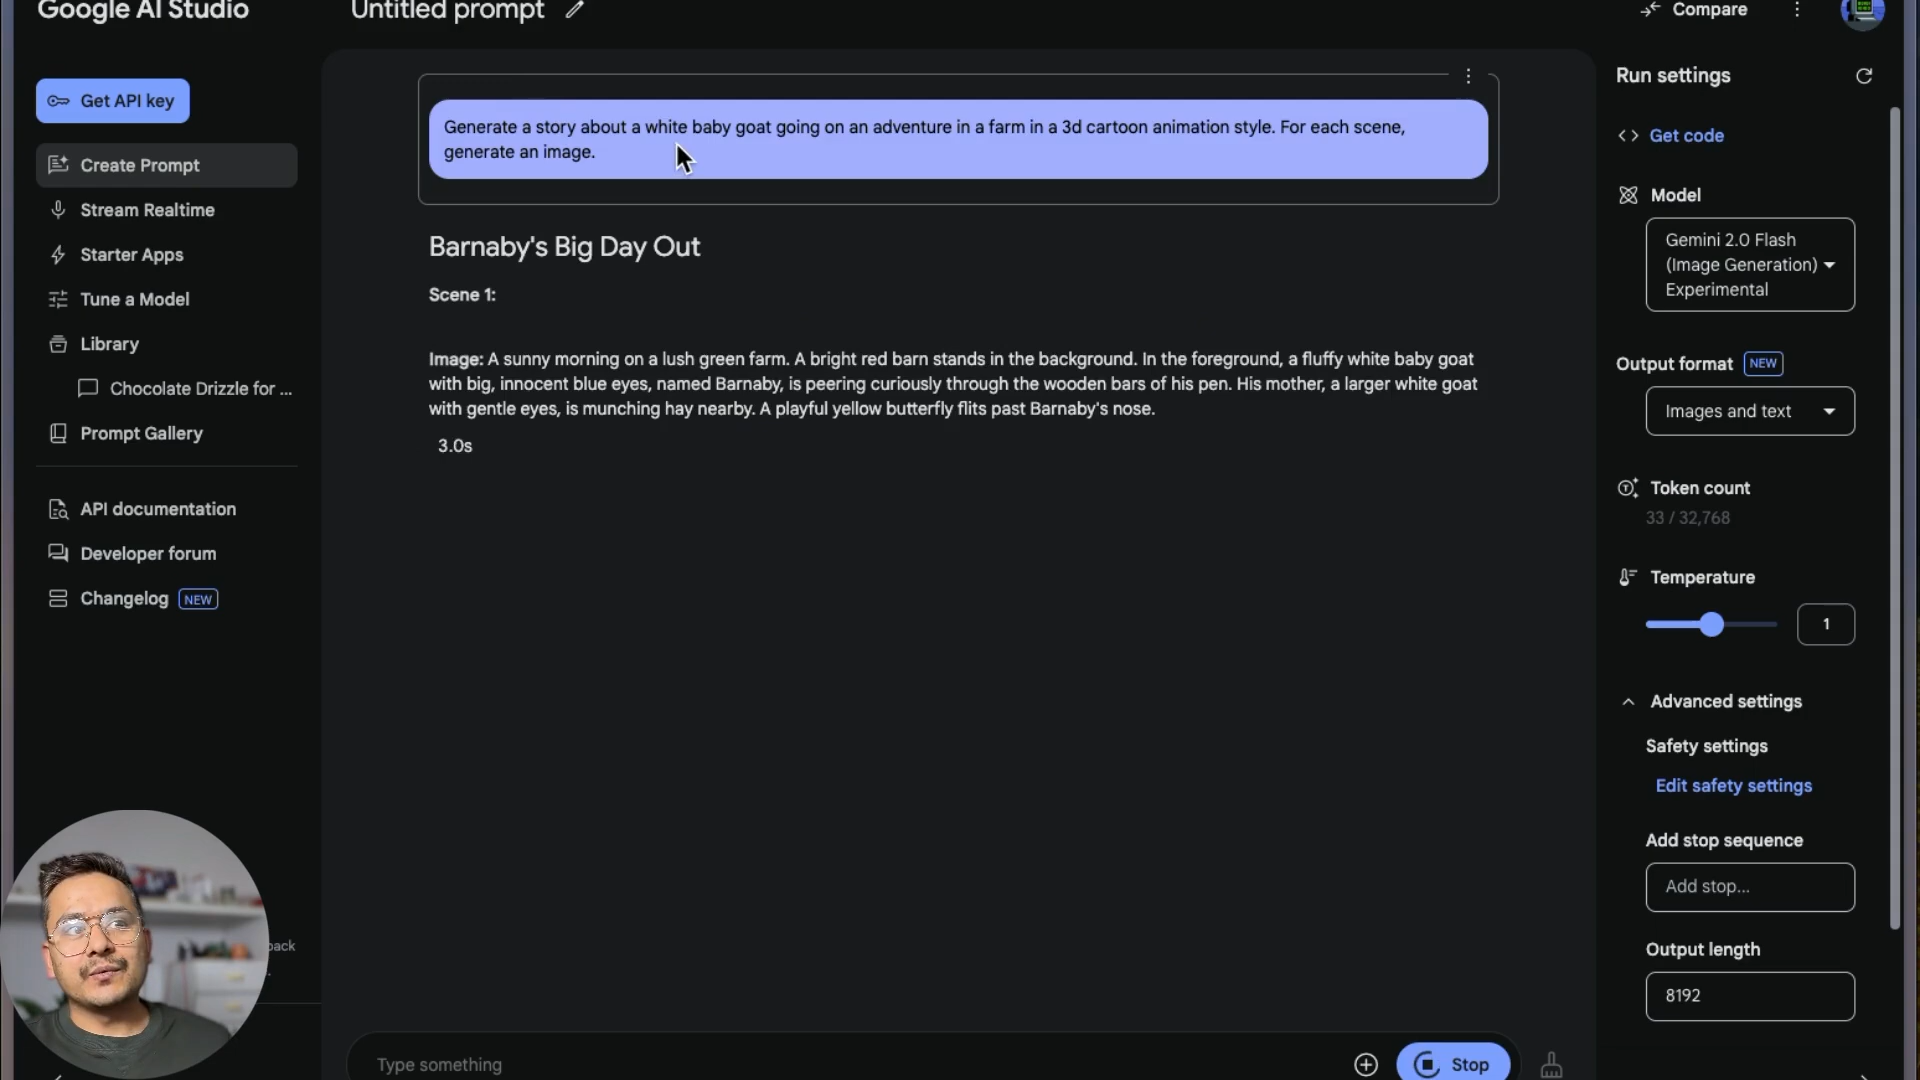 Google AI Studio
Untitled prompt
Compare
Get API key
Create Prompt
Stream Realtime
Starter Apps
Tune a Model
Library
Chocolate Drizzle for ...
Prompt Gallery
API documentation
Developer forum
Changelog NEW
Generate a story about a white baby goat going on an adventure in a farm in a 3d cartoon animation style. For each scene,
generate an image.
Barnaby's Big Day Out
Scene 1:
Image: A sunny morning on a lush green farm. A bright red barn stands in the background. In the foreground, a fluffy white baby goat
with big, innocent blue eyes, named Barnaby, is peering curiously through the wooden bars of his pen. His mother, a larger white goat
with gentle eyes, is munching hay nearby. A playful yellow butterfly flits past Barnaby's nose.
3.0s
Type something
Stop
Run settings
Get code
Model
Gemini 2.0 Flash
(Image Generation)
Experimental
Output format NEW
Images and text
Token count
33 / 32,768
Temperature
1
Advanced settings
Safety settings
Edit safety settings
Add stop sequence
Add stop...
Output length
8192